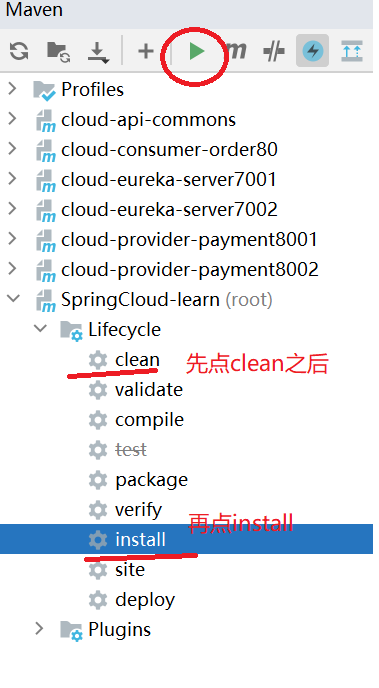 Maven
m
Profiles
cloud-api-commons
cloud-consumer-order80
cloud-eureka-server7001
cloud-eureka-server7002
cloud-provider-payment8001
cloud-provider-payment8002
SpringCloud-learn (root)
Lifecycle
clean 先点clean之后
validate
compile
test
package
verify
install 再点install
site
deploy
Plugins